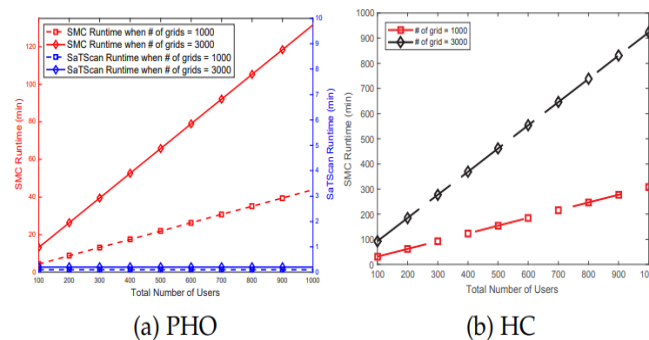 SMC Runtime when # of grids = 1000
SMC Runtime when # of grids = 3000
SaTScan Runtime when # of grids = 1000
SaTScan Runtime when # of grids = 3000
SMC Runtime (min)
0
20
40
60
80
100
120
SaTScan Runtime (min)
0
1
2
3
4
5
6
7
8
9
10
100 200 300 400 500 600 700 800 900 1000
Total Number of Users
(a) PHO
# of grid = 1000
# of grid = 3000
SMC Runtime (min)
1000
900
800
700
600
500
400
300
200
100
0
100 200 300 400 500 600 700 800 900 1000
Total Number of Users
(b) HC